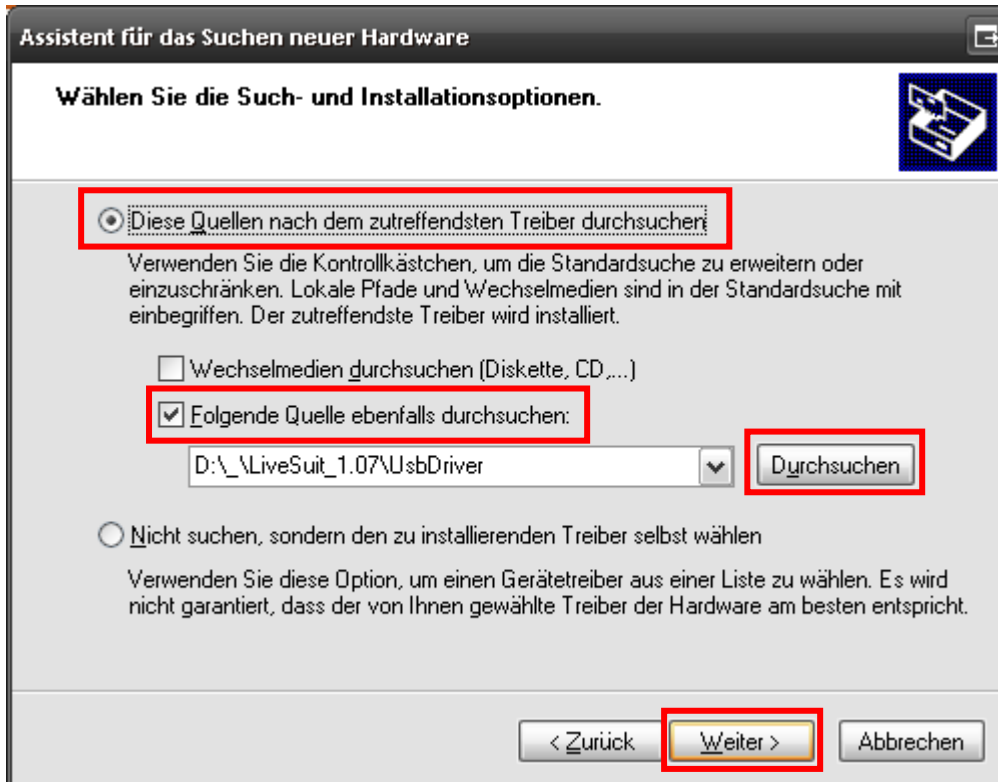 Assistent für das Suchen neuer Hardware
Wählen Sie die Such- und Installationsoptionen.
Diese Quellen nach dem zutreffendsten Treiber durchsuchen
Verwenden Sie die Kontrollkästchen, um die Standardsuche zu erweitern oder
einzuschränken. Lokale Pfade und Wechselmedien sind in der Standardsuche mit
einbegriffen. Der zutreffendste Treiber wird installiert.
Wechselmedien durchsuchen (Diskette, CD,...)
Folgende Quelle ebenfalls durchsuchen:
D:\_\LiveSuit_1.07\UsbDriver
Durchsuchen
Nicht suchen, sondern den zu installierenden Treiber selbst wählen
Verwenden Sie diese Option, um einen Gerätetreiber aus einer Liste zu wählen. Es wird
nicht garantiert, dass der von Ihnen gewählte Treiber der Hardware am besten entspricht.
< Zurück Weiter > Abbrechen